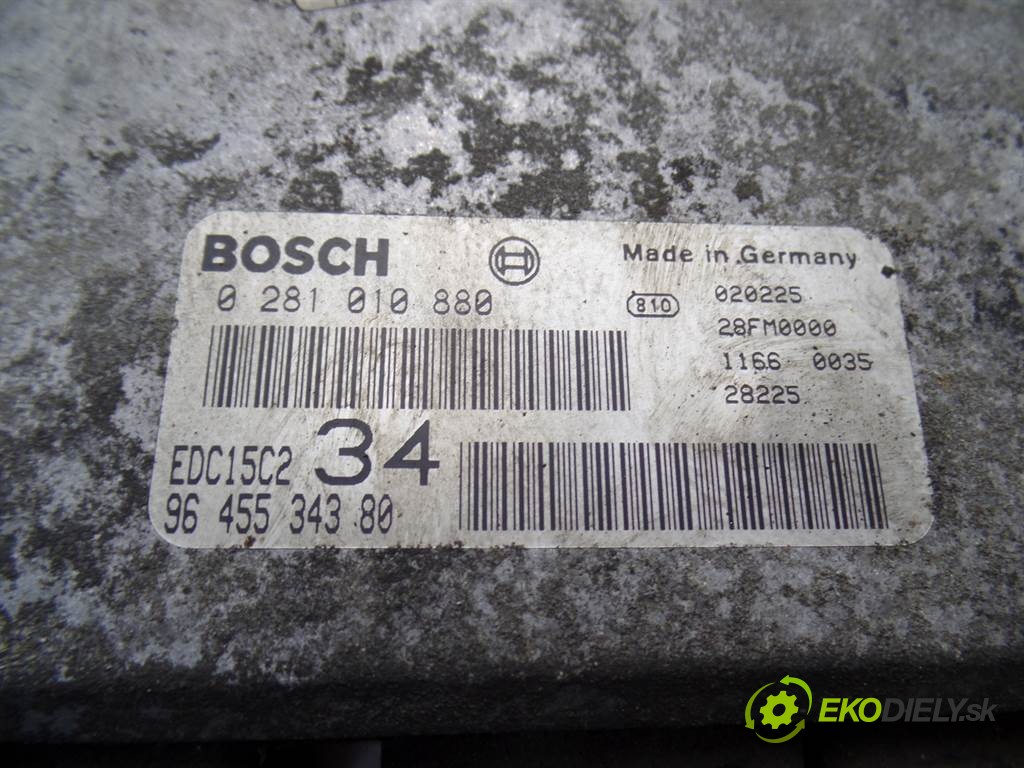 BOSCH
Made in Germany
0 281 010 880
810
020225
28FM0000
1166 0035
28225
EDC15C2 34
96 455 343 80
EKODIELY.sk